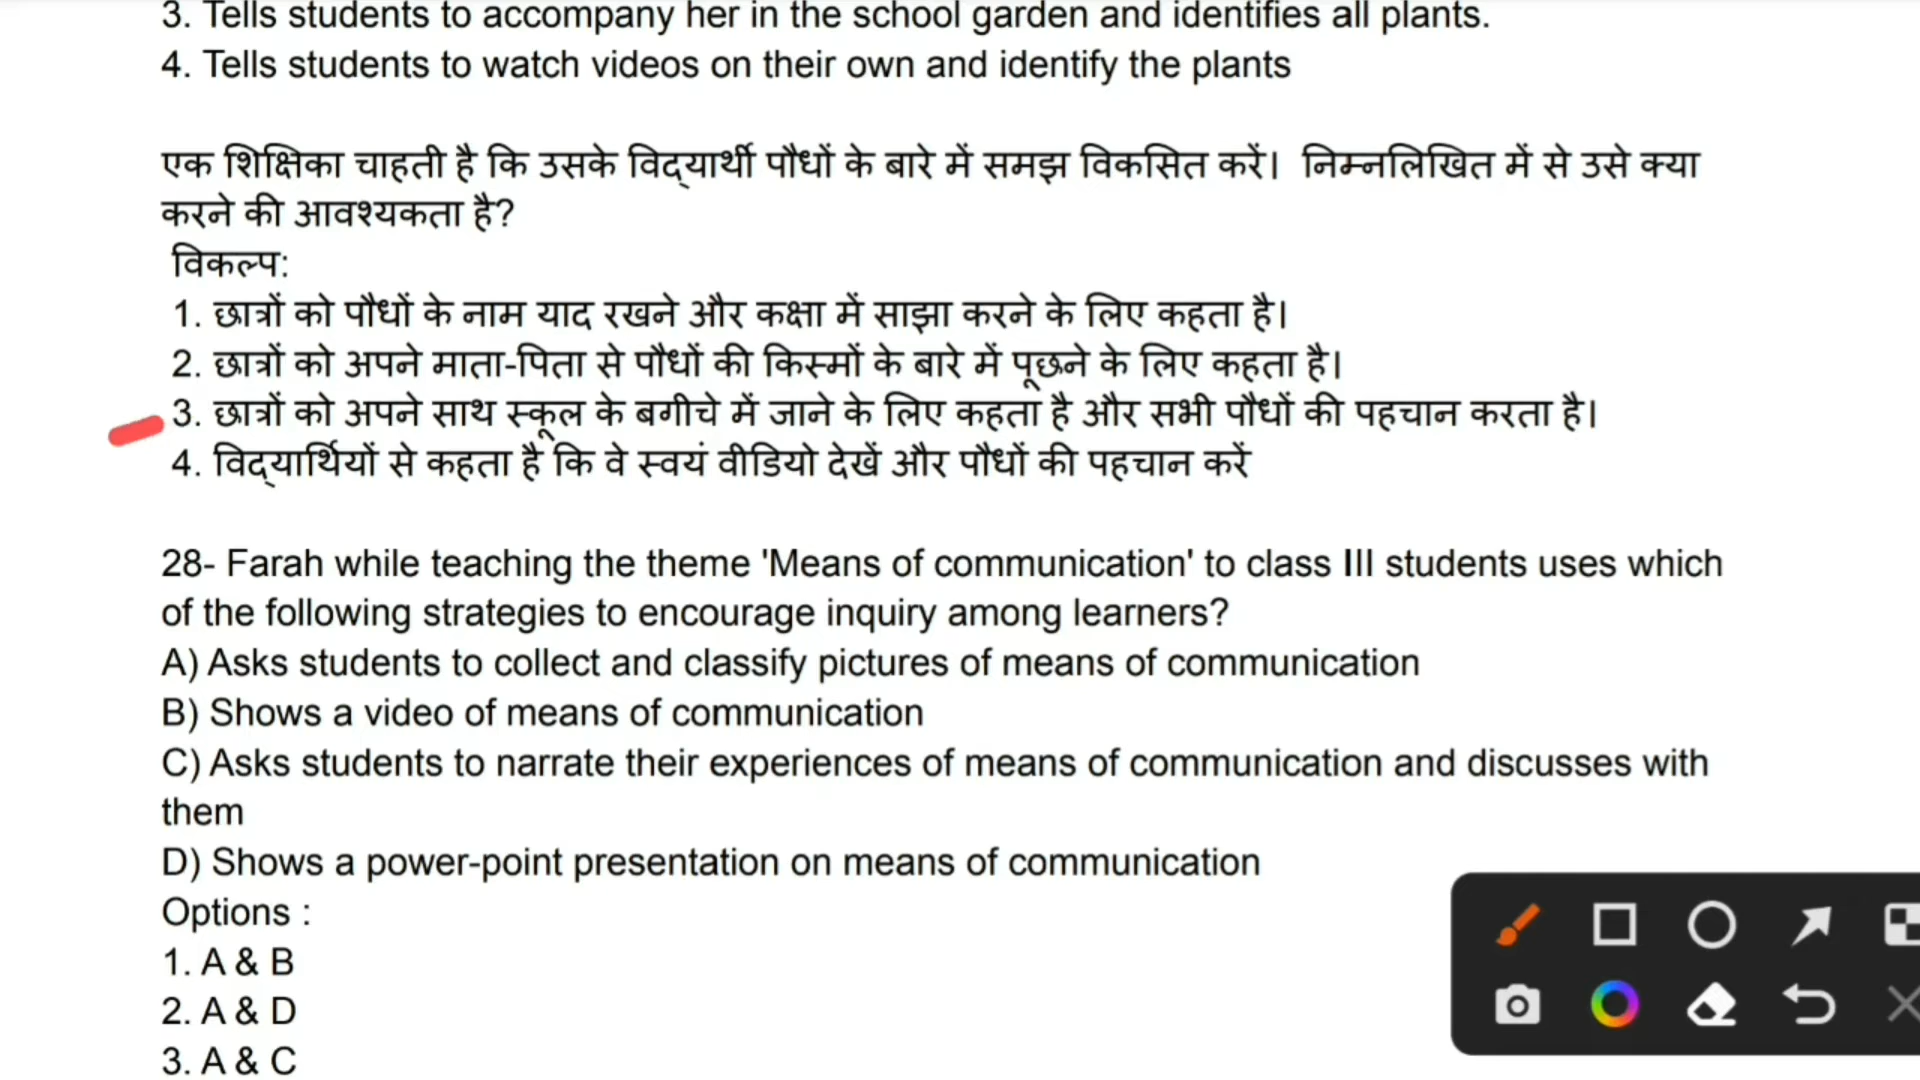 3. Tells students to accompany her in the school garden and identifies all plants.
4. Tells students to watch videos on their own and identify the plants
एक शिक्षिका चाहती है कि उसके विद्यार्थी पौधों के बारे में समझ विकसित करें। निम्नलिखित में से उसे क्या
करने की आवश्यकता है?
विकल्प:
1. छात्रों को पौधों के नाम याद रखने और कक्षा में साझा करने के लिए कहता है।
2. छात्रों को अपने माता-पिता से पौधों की किस्मों के बारे में पूछने के लिए कहता है।
3. छात्रों को अपने साथ स्कूल के बगीचे में जाने के लिए कहता है और सभी पौधों की पहचान करता है।
4. विद्यार्थियों से कहता है कि वे स्वयं वीडियो देखें और पौधों की पहचान करें
28- Farah while teaching the theme 'Means of communication' to class III students uses which
of the following strategies to encourage inquiry among learners?
A) Asks students to collect and classify pictures of means of communication
B) Shows a video of means of communication
C) Asks students to narrate their experiences of means of communication and discusses with
them
D) Shows a power-point presentation on means of communication
Options :
1. A & B
2. A & D
3. A & C